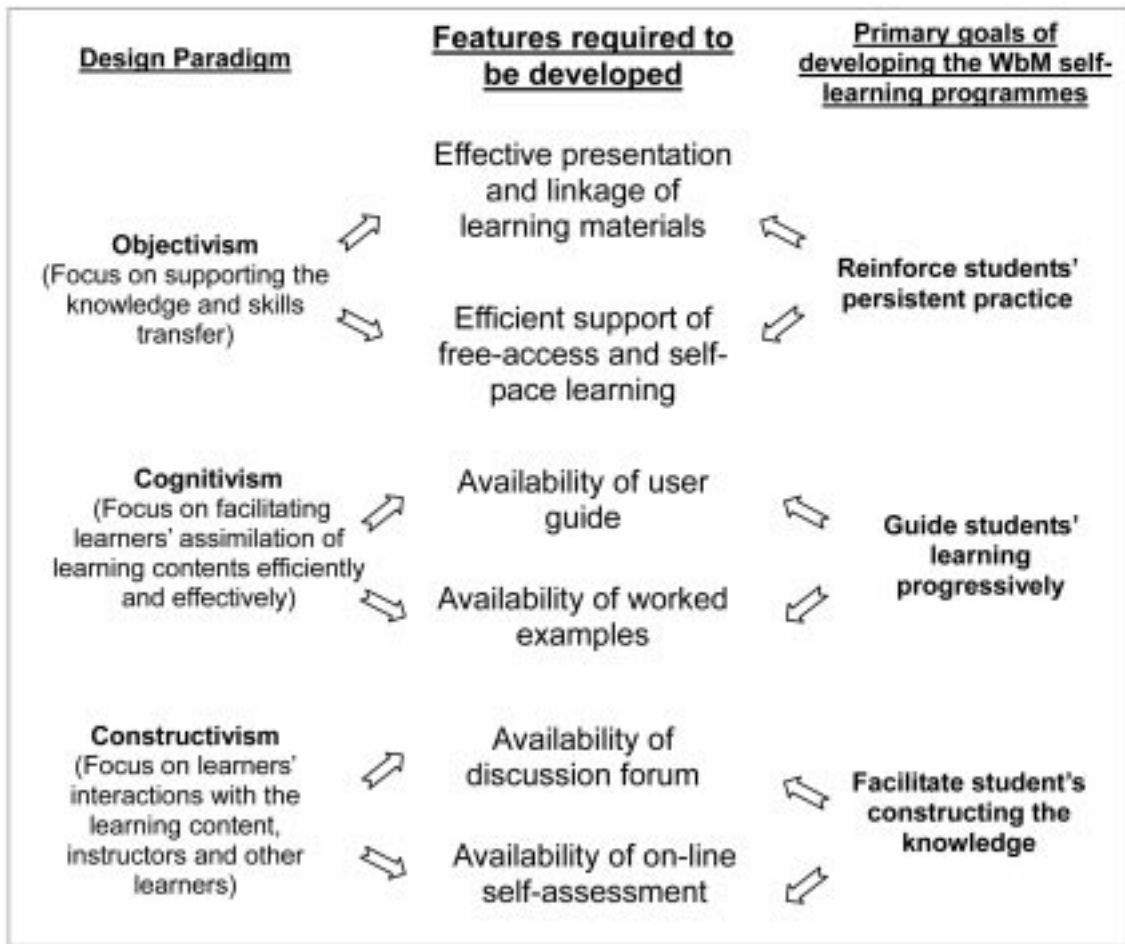 Design Paradigm
Features required to
be developed
Primary goals of
developing the WbM self-
learning programmes
Objectivism
(Focus on supporting the
knowledge and skills
transfer)
Effective presentation
and linkage of
learning materials
Efficient support of
free-access and self-
pace learning
Reinforce students'
persistent practice
Cognitivism
(Focus on facilitating
learners' assimilation of
learning contents efficiently
and effectively)
Availability of user
guide
Availability of worked
examples
Guide students'
learning
progressively
Constructivism
(Focus on learners'
interactions with the
learning content,
instructors and other
learners)
Availability of
discussion forum
Availability of on-line
self-assessment
Facilitate student's
constructing the
knowledge